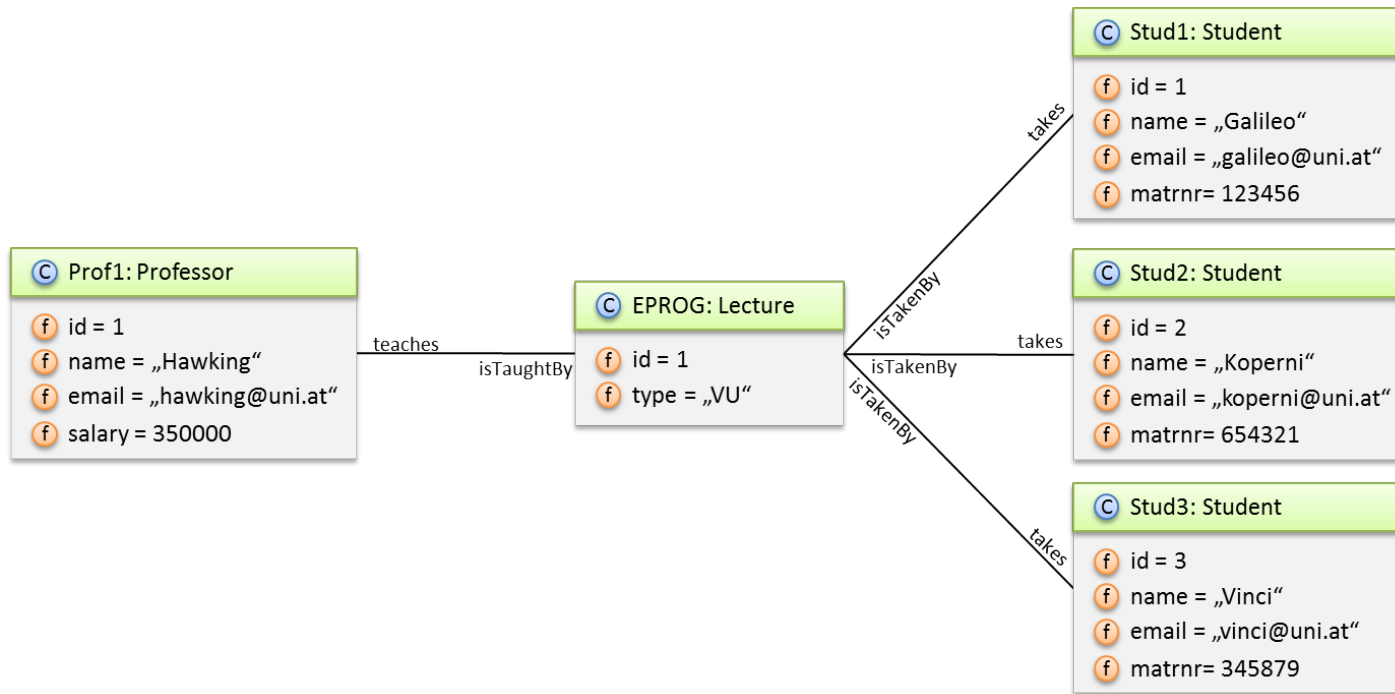 C Prof1: Professor
f id = 1
f name = „Hawking“
f email = „hawking@uni.at“
f salary = 350000
teaches
isTaughtBy
C EPROG: Lecture
f id = 1
f type = „VU“
isTakenBy
takes
isTakenBy
takes
isTakenBy
takes
C Stud1: Student
f id = 1
f name = „Galileo“
f email = „galileo@uni.at“
f matrnr= 123456
C Stud2: Student
f id = 2
f name = „Koperni“
f email = „koperni@uni.at“
f matrnr= 654321
C Stud3: Student
f id = 3
f name = „Vinci“
f email = „vinci@uni.at“
f matrnr= 345879